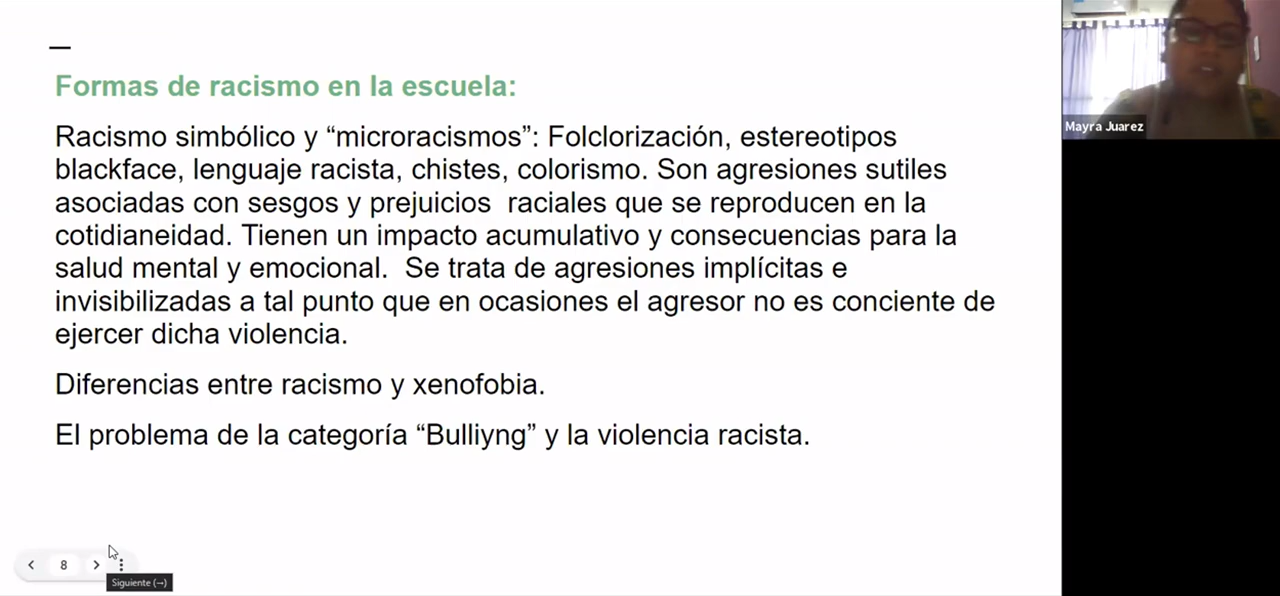 Formas de racismo en la escuela:
Racismo simbólico y “microracismos”: Folclorización, estereotipos
blackface, lenguaje racista, chistes, colorismo. Son agresiones sutiles
asociadas con sesgos y prejuicios  raciales que se reproducen en la
cotidianeidad. Tienen un impacto acumulativo y consecuencias para la
salud mental y emocional.  Se trata de agresiones implícitas e
invisibilizadas a tal punto que en ocasiones el agresor no es conciente de
ejercer dicha violencia.
Diferencias entre racismo y xenofobia.
El problema de la categoría “Bulliyng” y la violencia racista.
8
Siguiente (→)
Mayra Juarez